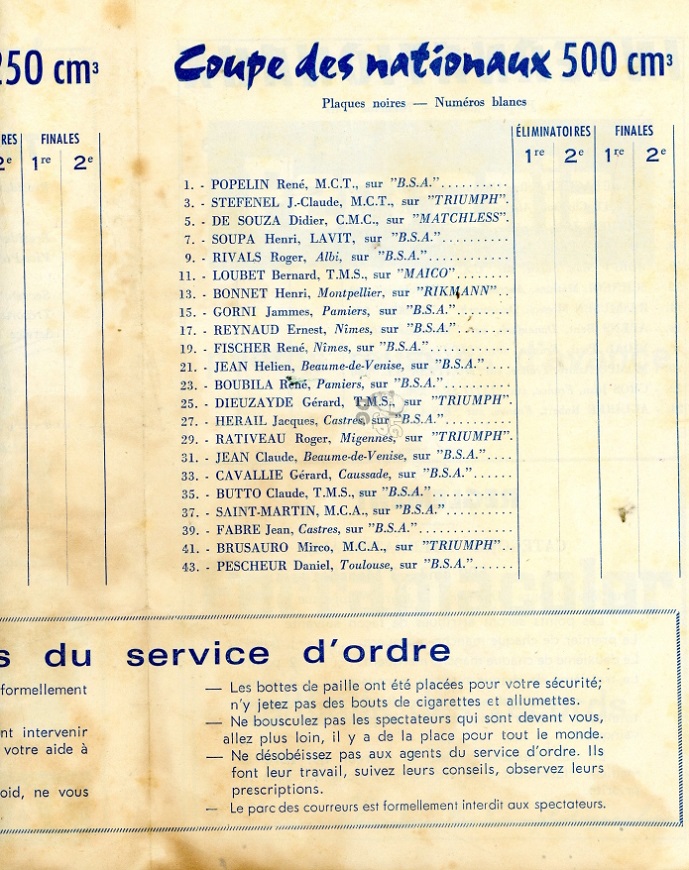 250 cm³
Coupe des nationaux 500 cm³
Plaques noires — Numéros blancs
RES FINALES
2e 1re 2e
ÉLIMINATOIRES FINALES
1re 2e 1re 2e
1. - POPELIN René, M.C.T., sur "B.S.A."..........
3. - STEFENEL J.-Claude, M.C.T., sur "TRIUMPH".
5. - DE SOUZA Didier, C.M.C., sur "MATCHLESS".
7. - SOUPA Henri, LAVIT, sur "B.S.A."..........
9. - RIVALS Roger, Albi, sur "B.S.A."............
11. - LOUBET Bernard, T.M.S., sur "MAICO"........
13. - BONNET Henri, Montpellier, sur "RIKMANN"..
15. - GORNI Jammes, Pamiers, sur "B.S.A."........
17. - REYNAUD Ernest, Nîmes, sur "B.S.A."........
19. - FISCHER René, Nîmes, sur "B.S.A."............
21. - JEAN Helien, Beaume-de-Venise, sur "B.S.A"....
23. - BOUBILA René, Pamiers, sur "B.S.A."..........
25. - DIEUZAYDE Gérard, T.M.S., sur "TRIUMPH".
27. - HERAIL Jacques, Castres, sur "B.S.A."..........
29. - RATIVEAU Roger, Migennes, sur "TRIUMPH".
31. - JEAN Claude, Beaume-de-Venise, sur "B.S.A"....
33. - CAVALLIE Gérard, Caussade, sur "B.S.A."......
35. - BUTTO Claude, T.M.S., sur "B.S.A."............
37. - SAINT-MARTIN, M.C.A., sur "B.S.A."..........
39. - FABRE Jean, Castres, sur "B.S.A."..............
41. - BRUSAURO Mirco, M.C.A., sur "TRIUMPH"..
43. - PESCHEUR Daniel, Toulouse, sur "B.S.A."......
s du service d'ordre
formellement
nt intervenir
votre aide à
oid, ne vous
— Les bottes de paille ont été placées pour votre sécurité;
n'y jetez pas des bouts de cigarettes et allumettes.
— Ne bousculez pas les spectateurs qui sont devant vous,
allez plus loin, il y a de la place pour tout le monde.
— Ne désobéissez pas aux agents du service d'ordre. Ils
font leur travail, suivez leurs conseils, observez leurs
prescriptions.
— Le parc des courreurs est formellement interdit aux spectateurs.